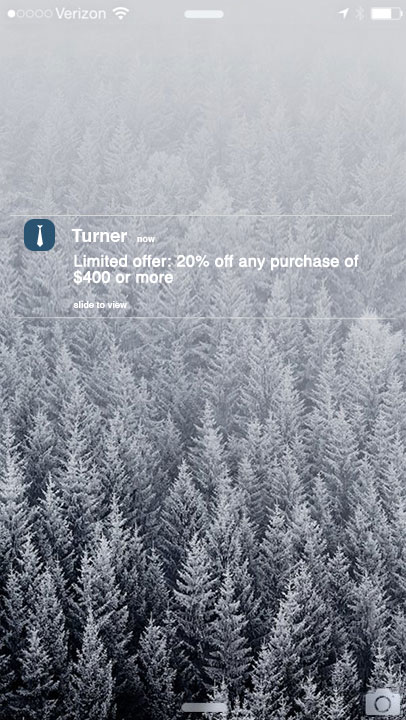 Verizon
Turner now
Limited offer: 20% off any purchase of
$400 or more
slide to view